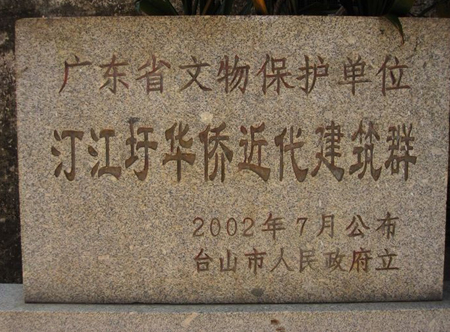 广东省文物保护单位
汀江圩华侨近代建筑群
2002年7月公布
台山市人民政府立